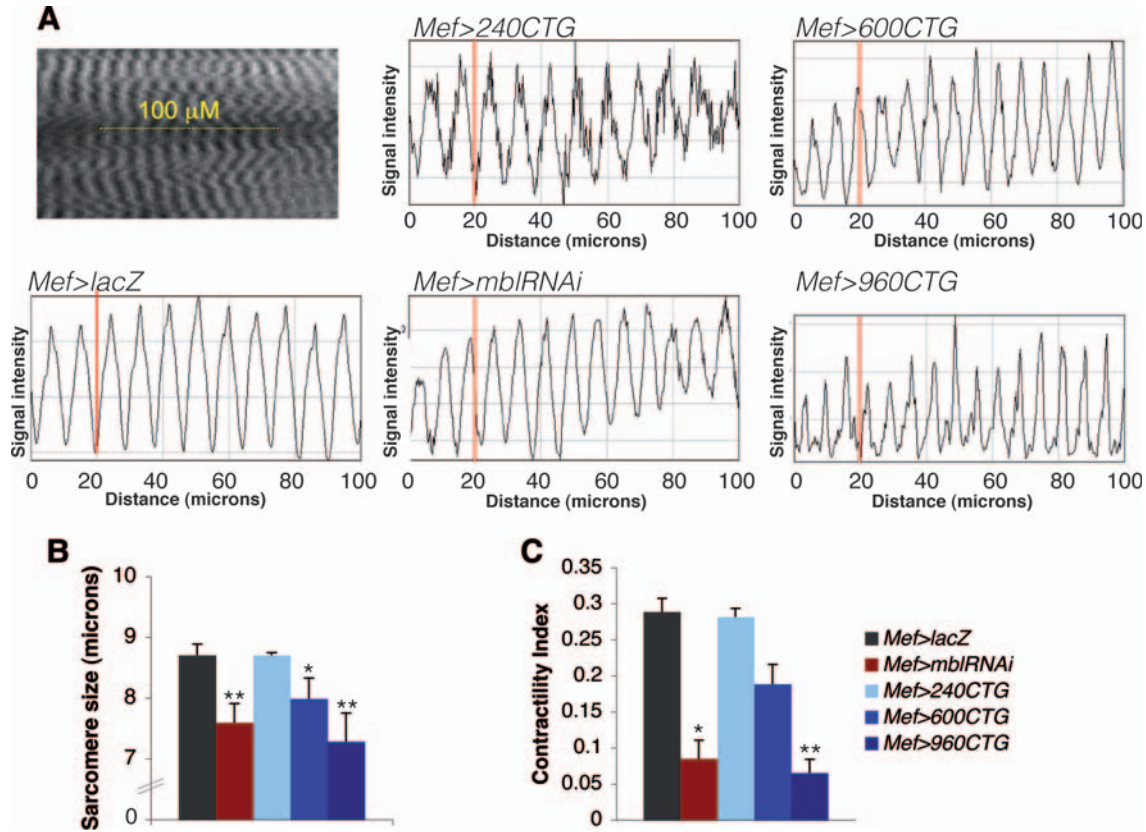 A
100 μM
Mef>240CTG
Signal intensity
0 20 40 60 80 100
Distance (microns)
Mef>600CTG
Signal intensity
0 20 40 60 80 100
Distance (microns)
Mef>lacZ
Signal intensity
0 20 40 60 80 100
Distance (microns)
Mef>mblRNAi
Signal intensity
0 20 40 60 80 100
Distance (microns)
Mef>960CTG
Signal intensity
0 20 40 60 80 100
Distance (microns)
B
Sarcomere size (microns)
10
9
8
7
0
**
*
**
C
Contractility Index
0.35
0.3
0.25
0.2
0.15
0.1
0.05
0
*
**
Mef>lacZ
Mef>mblRNAi
Mef>240CTG
Mef>600CTG
Mef>960CTG